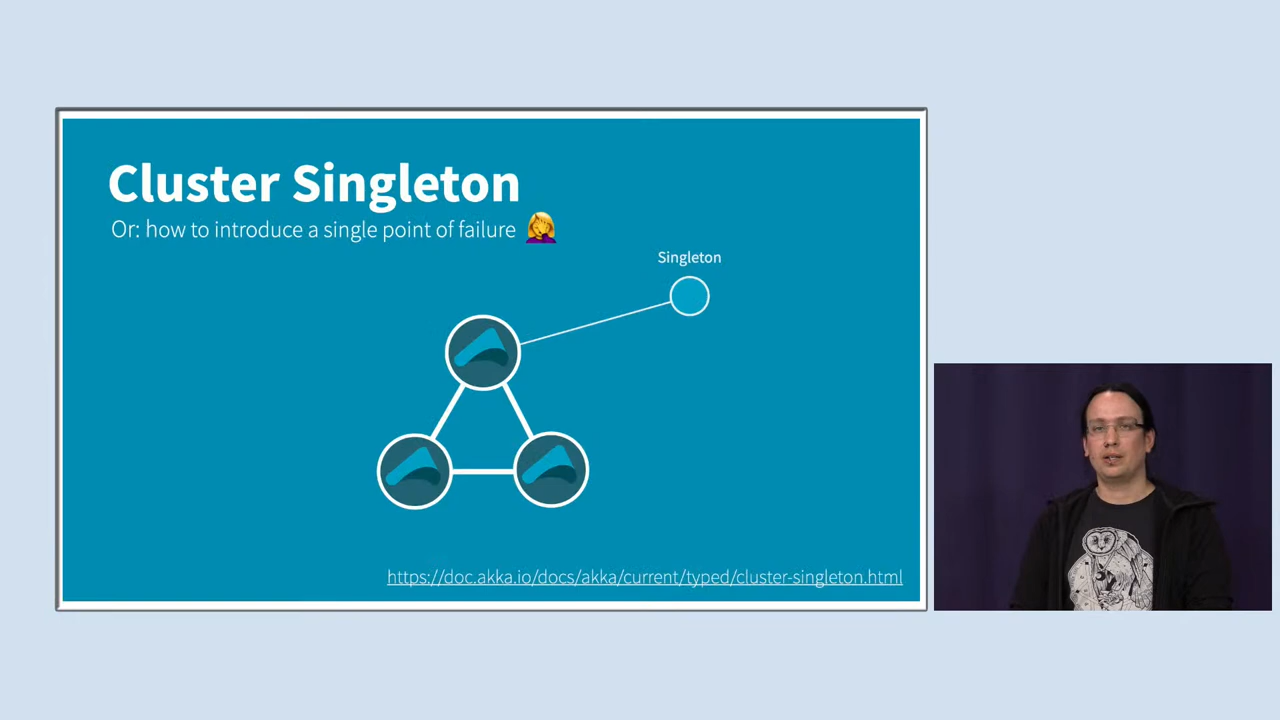 Cluster Singleton
Or: how to introduce a single point of failure 🤦‍♀️
Singleton
https://doc.akka.io/docs/akka/current/typed/cluster-singleton.html